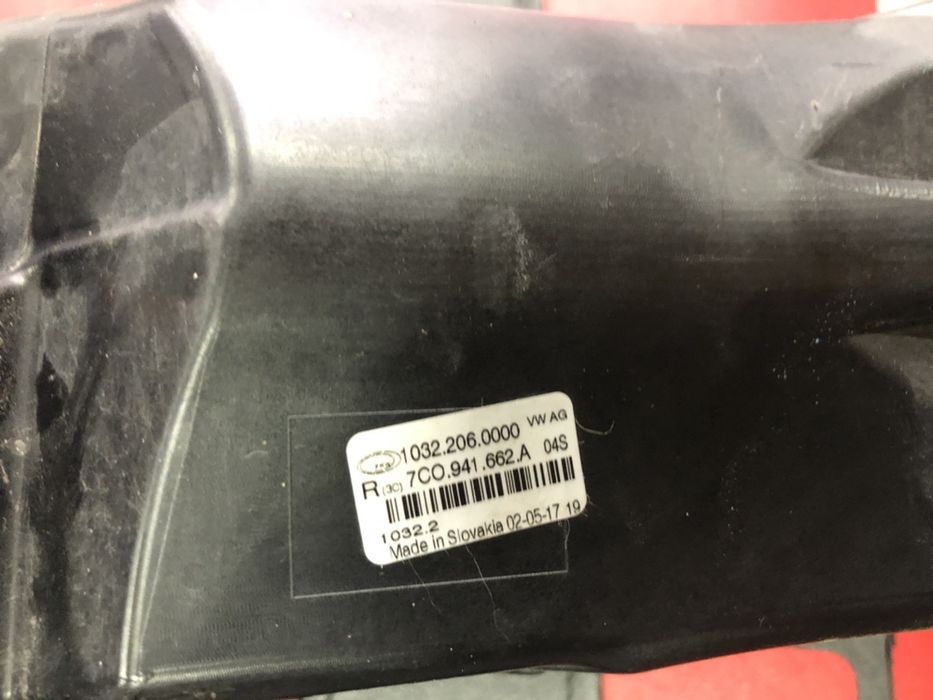 1032.206.0000 VW AG
R (3C) 7C0.941.662.A 04S
1032.2
Made in Slovakia 02-05-17 19